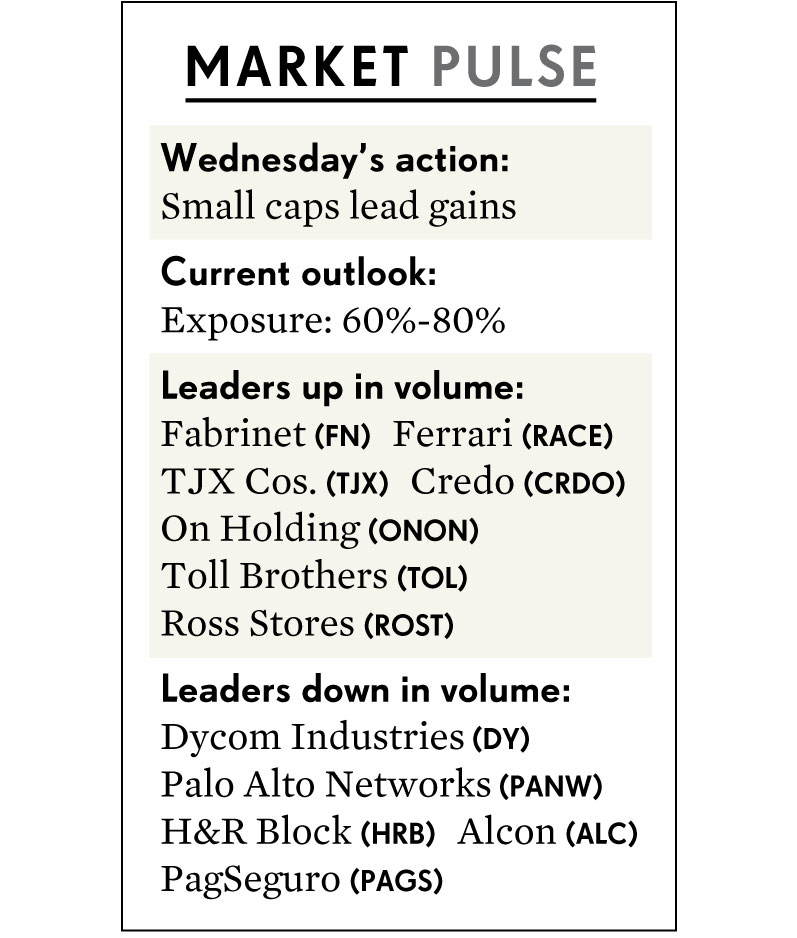 MARKET PULSE
Wednesday’s action:
Small caps lead gains
Current outlook:
Exposure: 60%-80%
Leaders up in volume:
Fabrinet (FN) Ferrari (RACE)
TJX Cos. (TJX) Credo (CRDO)
On Holding (ONON)
Toll Brothers (TOL)
Ross Stores (ROST)
Leaders down in volume:
Dycom Industries (DY)
Palo Alto Networks (PANW)
H&R Block (HRB) Alcon (ALC)
PagSeguro (PAGS)